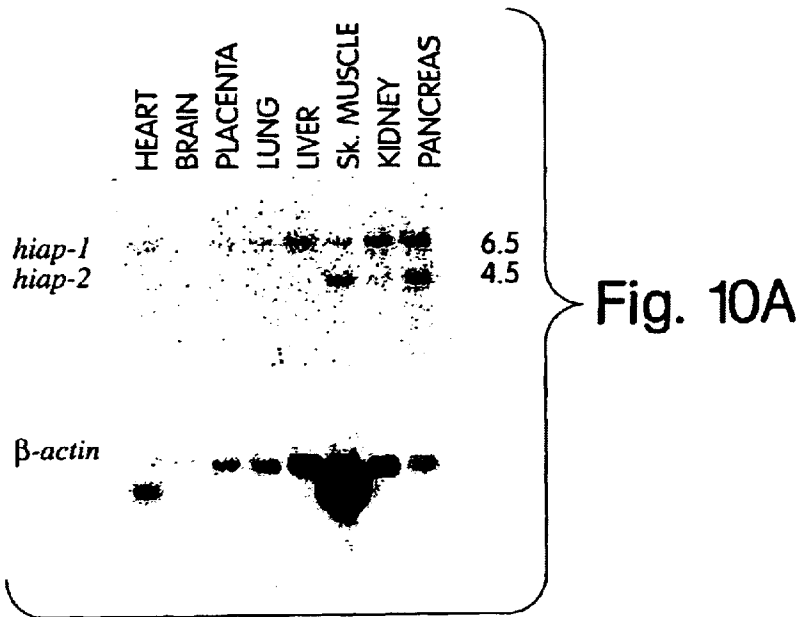 HEART
BRAIN
PLACENTA
LUNG
LIVER
Sk. MUSCLE
KIDNEY
PANCREAS
hiap-1 6.5
hiap-2 4.5
β-actin
Fig. 10A